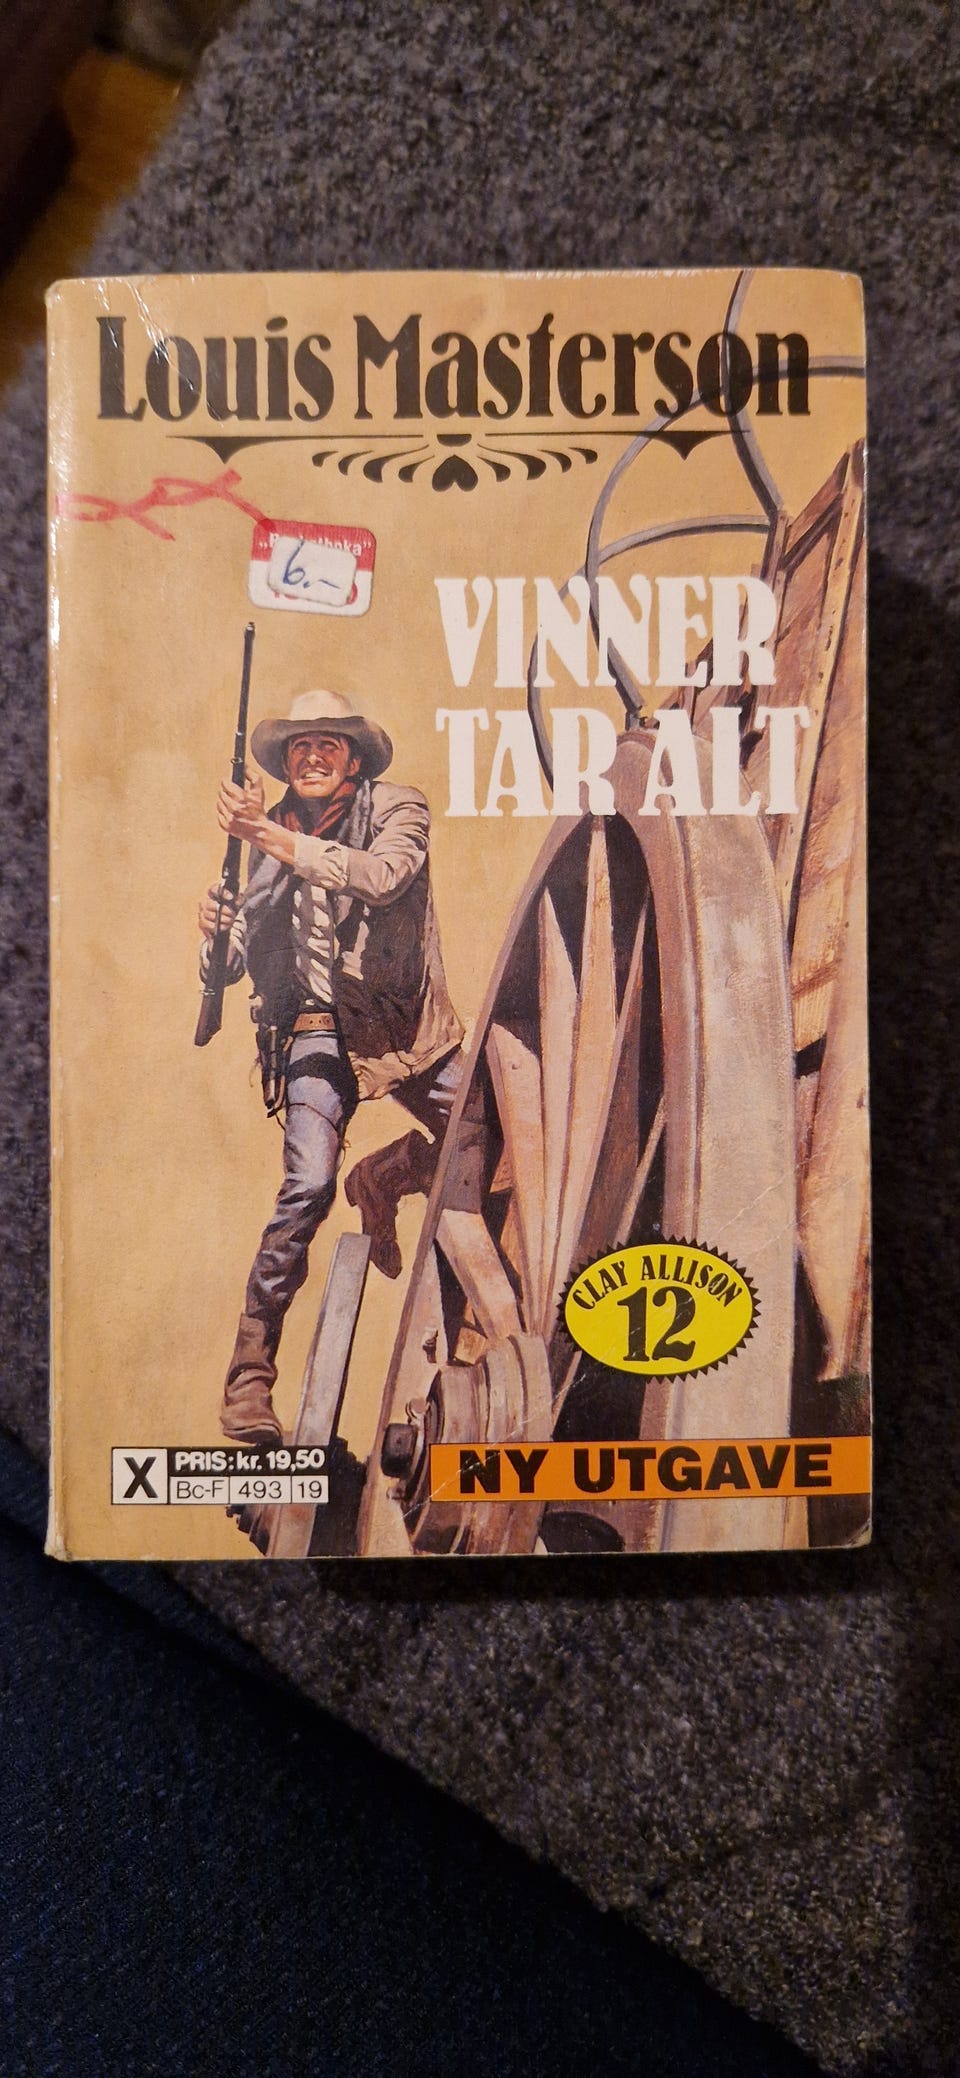 Louis Masterson
6.-
VINNER
TAR ALT
CLAY ALLISON
12
X
PRIS: kr. 19,50
Bc-F 493 19
NY UTGAVE